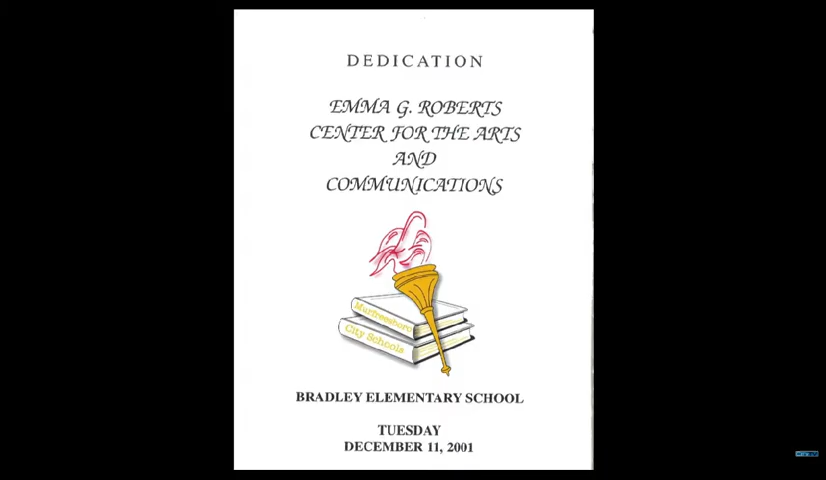 DEDICATION
EMMA G. ROBERTS
CENTER FOR THE ARTS
AND
COMMUNICATIONS
Murfreesboro
City Schools
BRADLEY ELEMENTARY SCHOOL
TUESDAY
DECEMBER 11, 2001